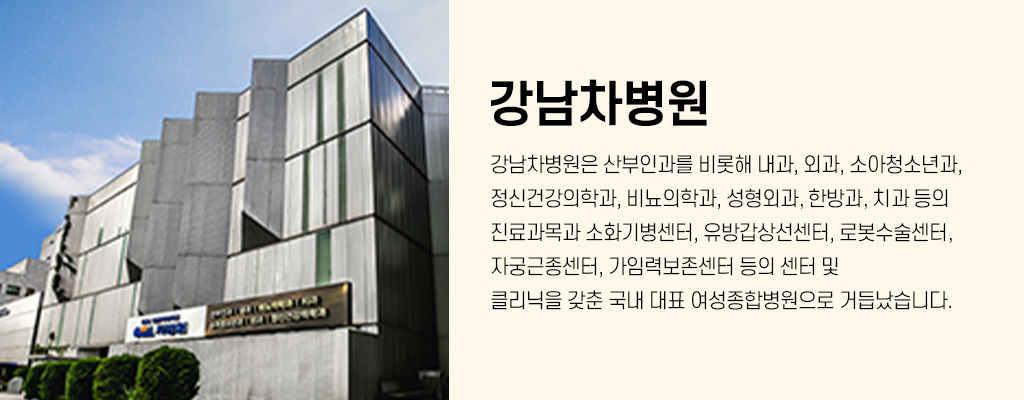 강남차병원
강남차병원은 산부인과를 비롯해 내과, 외과, 소아청소년과,
정신건강의학과, 비뇨의학과, 성형외과, 한방과, 치과 등의
진료과목과 소화기병센터, 유방갑상선센터, 로봇수술센터,
자궁근종센터, 가임력보존센터 등의 센터 및
클리닉을 갖춘 국내 대표 여성종합병원으로 거듭났습니다.